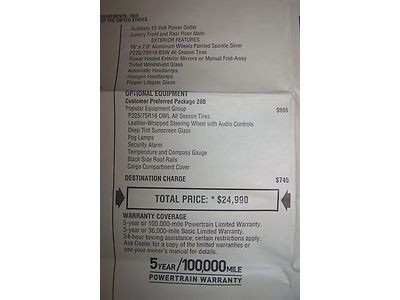 OF THE UNITED STATES.
Auxiliary 12-Volt Power Outlet
Luxury Front and Rear Floor Mats
EXTERIOR FEATURES
16" x 7.0" Aluminum Wheels Painted Sparkle Silver
P225/75R16 BSW All Season Tires
Power Heated Exterior Mirrors w/ Manual Fold-Away
Tinted Windshield Glass
Automatic Headlamps
Halogen Headlamps
Flipper Liftgate Glass
OPTIONAL EQUIPMENT
Customer Preferred Package 28B
Popular Equipment Group $995
P225/75R16 OWL All Season Tires
Leather-Wrapped Steering Wheel with Audio Controls
Deep Tint Sunscreen Glass
Fog Lamps
Security Alarm
Temperature and Compass Gauge
Black Side Roof Rails
Cargo Compartment Cover
DESTINATION CHARGE $745
TOTAL PRICE: * $24,990
WARRANTY COVERAGE
5-year or 100,000-mile Powertrain Limited Warranty.
3-year or 36,000-mile Basic Limited Warranty.
24-hour towing assistance; certain restrictions apply.
Ask Dealer for a copy of the limited warranties or
see your owner's manual for details.
5 YEAR/100,000 MILE
POWERTRAIN WARRANTY